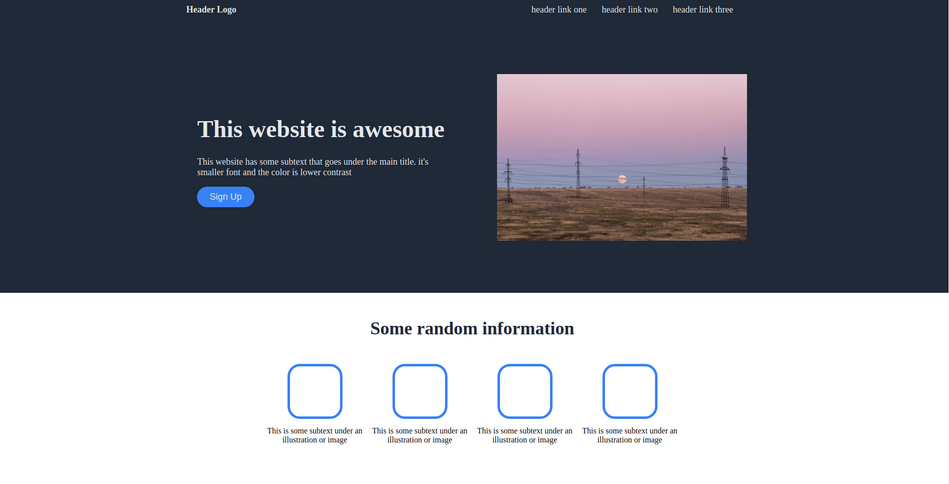 Header Logo
header link one
header link two
header link three
This website is awesome
This website has some subtext that goes under the main title. it's
smaller font and the color is lower contrast
Sign Up
Some random information
This is some subtext under an
illustration or image
This is some subtext under an
illustration or image
This is some subtext under an
illustration or image
This is some subtext under an
illustration or image